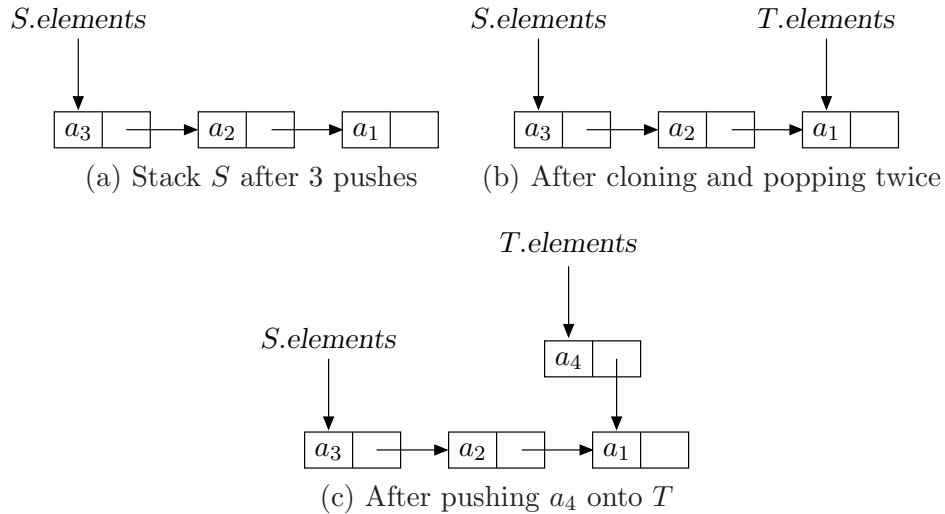 S.elements
a3 a2 a1
(a) Stack S after 3 pushes
S.elements T.elements
a3 a2 a1
(b) After cloning and popping twice
T.elements
a4
S.elements
a3 a2 a1
(c) After pushing a4 onto T